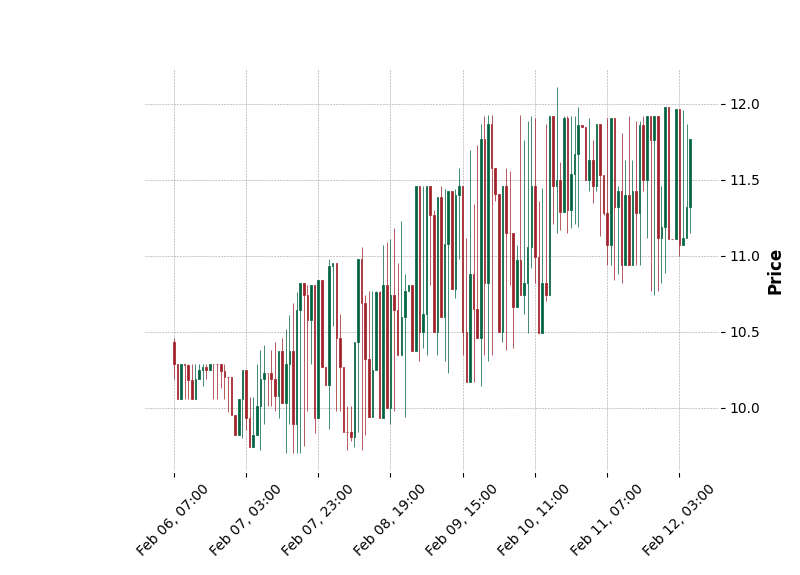 12.0
11.5
11.0
10.5
10.0
Price
Feb 06, 07:00
Feb 07, 03:00
Feb 07, 23:00
Feb 08, 19:00
Feb 09, 15:00
Feb 10, 11:00
Feb 11, 07:00
Feb 12, 03:00